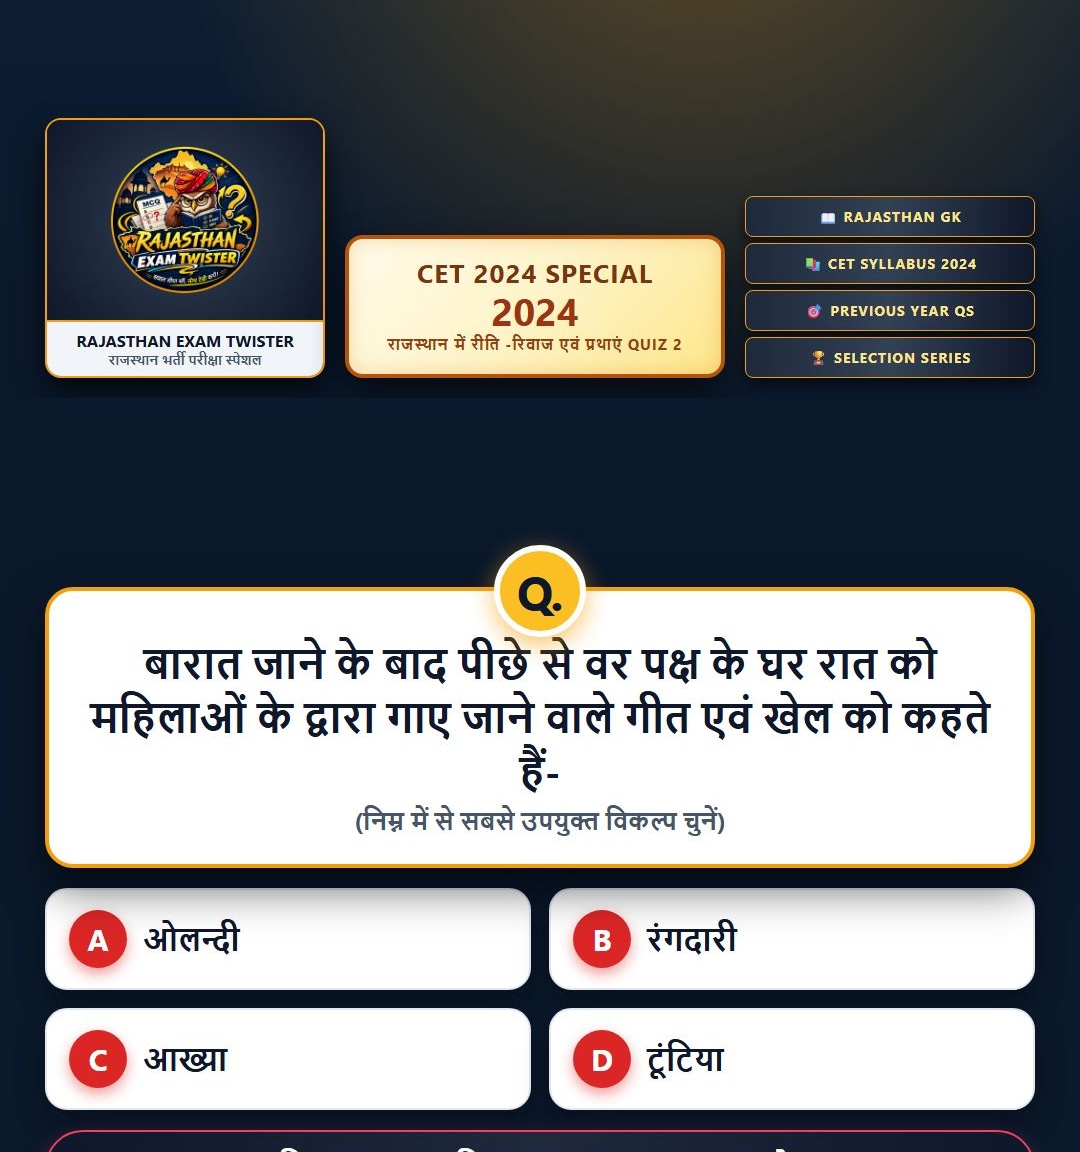 MCQ
?
?
RAJASTHAN
EXAM TWISTER
RAJASTHAN EXAM TWISTER
राजस्थान भर्ती परीक्षा स्पेशल
CET 2024 SPECIAL
2024
राजस्थान में रीति -रिवाज एवं प्रथाएं QUIZ 2
RAJASTHAN GK
CET SYLLABUS 2024
PREVIOUS YEAR QS
SELECTION SERIES
Q.
बारात जाने के बाद पीछे से वर पक्ष के घर रात को
महिलाओं के द्वारा गाए जाने वाले गीत एवं खेल को कहते
हैं-
(निम्न में से सबसे उपयुक्त विकल्प चुनें)
A ओलन्दी
B रंगदारी
C आख्या
D टूंटिया